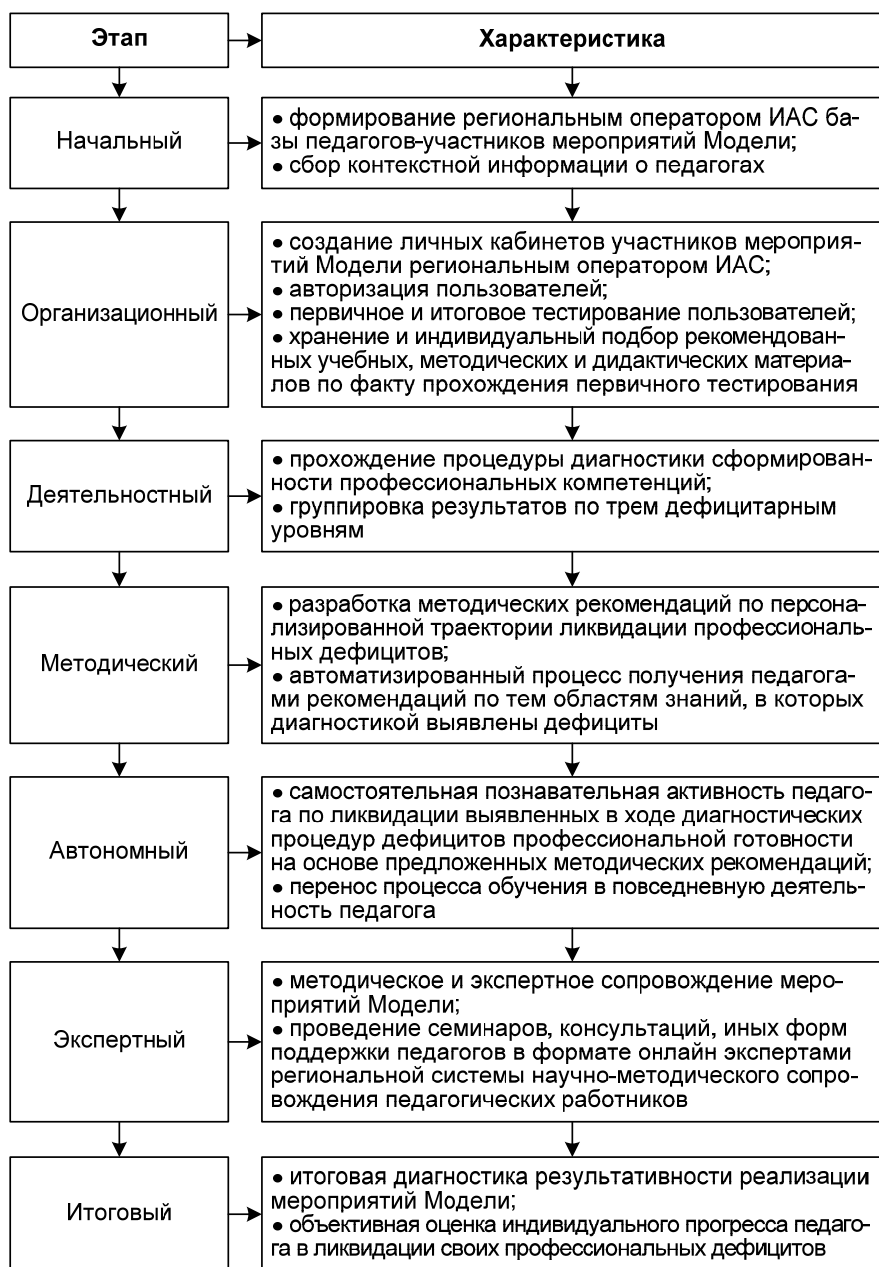 Этап
Характеристика
Начальный
• формирование региональным оператором ИАС ба-
зы педагогов-участников мероприятий Модели;
• сбор контекстной информации о педагогах
Организационный
• создание личных кабинетов участников мероприя-
тий Модели региональным оператором ИАС;
• авторизация пользователей;
• первичное и итоговое тестирование пользователей;
• хранение и индивидуальный подбор рекомендован-
ных учебных, методических и дидактических материа-
лов по факту прохождения первичного тестирования
Деятельностный
• прохождение процедуры диагностики сформирован-
ности профессиональных компетенций;
• группировка результатов по трем дефицитарным
уровням
Методический
• разработка методических рекомендаций по персона-
лизированной траектории ликвидации профессиональ-
ных дефицитов;
• автоматизированный процесс получения педагога-
ми рекомендаций по тем областям знаний, в которых
диагностикой выявлены дефициты
Автономный
• самостоятельная познавательная активность педаго-
га по ликвидации выявленных в ходе диагностических
процедур дефицитов профессиональной готовности
на основе предложенных методических рекомендаций;
• перенос процесса обучения в повседневную деятель-
ность педагога
Экспертный
• методическое и экспертное сопровождение меро-
приятий Модели;
• проведение семинаров, консультаций, иных форм
поддержки педагогов в формате онлайн экспертами
региональной системы научно-методического сопро-
вождения педагогических работников
Итоговый
• итоговая диагностика результативности реализации
мероприятий Модели;
• объективная оценка индивидуального прогресса педаго-
га в ликвидации своих профессиональных дефицитов